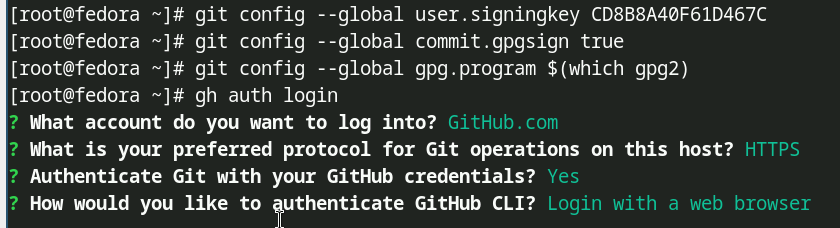 [root@fedora ~]# git config --global user.signingkey CD8B8A40F61D467C
[root@fedora ~]# git config --global commit.gpgsign true
[root@fedora ~]# git config --global gpg.program $(which gpg2)
[root@fedora ~]# gh auth login
? What account do you want to log into? GitHub.com
? What is your preferred protocol for Git operations on this host? HTTPS
? Authenticate Git with your GitHub credentials? Yes
? How would you like to authenticate GitHub CLI? Login with a web browser